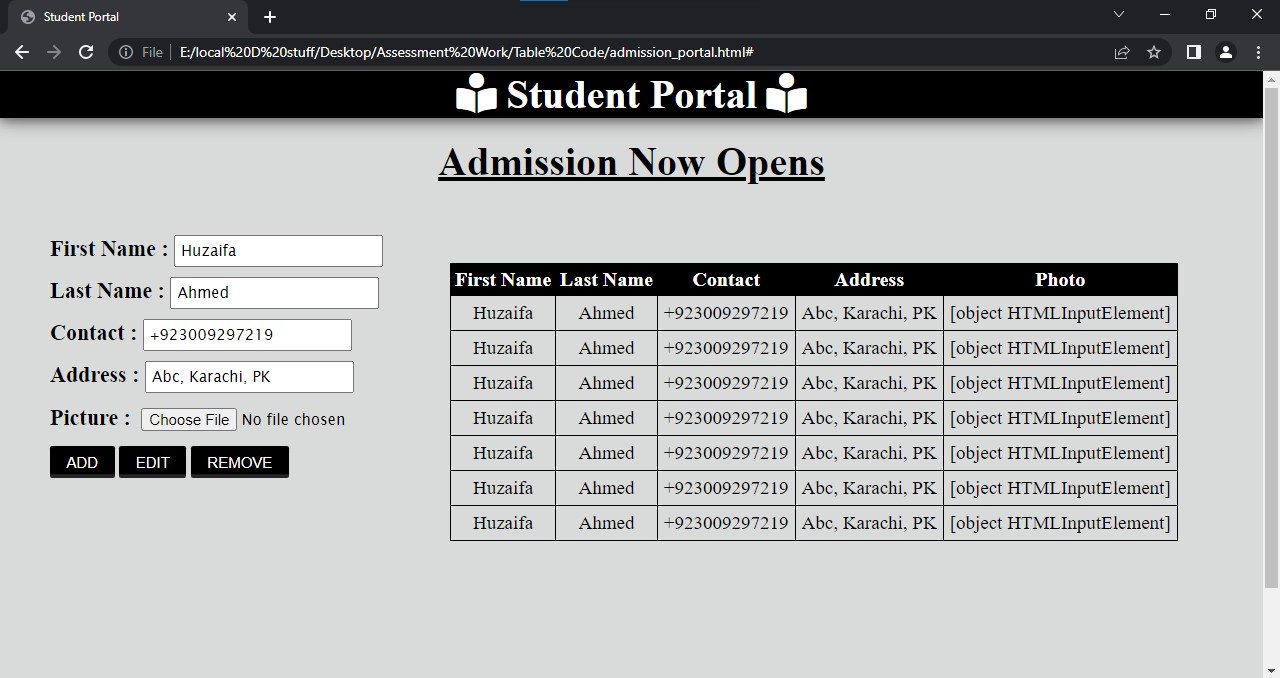 Student Portal
File | E:/local%20D%20stuff/Desktop/Assessment%20Work/Table%20Code/admission_portal.html#
Student Portal
Admission Now Opens
First Name : Huzaifa
Last Name : Ahmed
Contact : +923009297219
Address : Abc, Karachi, PK
Picture : Choose File No file chosen
ADD EDIT REMOVE
First Name Last Name Contact Address Photo
Huzaifa Ahmed +923009297219 Abc, Karachi, PK [object HTMLInputElement]
Huzaifa Ahmed +923009297219 Abc, Karachi, PK [object HTMLInputElement]
Huzaifa Ahmed +923009297219 Abc, Karachi, PK [object HTMLInputElement]
Huzaifa Ahmed +923009297219 Abc, Karachi, PK [object HTMLInputElement]
Huzaifa Ahmed +923009297219 Abc, Karachi, PK [object HTMLInputElement]
Huzaifa Ahmed +923009297219 Abc, Karachi, PK [object HTMLInputElement]
Huzaifa Ahmed +923009297219 Abc, Karachi, PK [object HTMLInputElement]